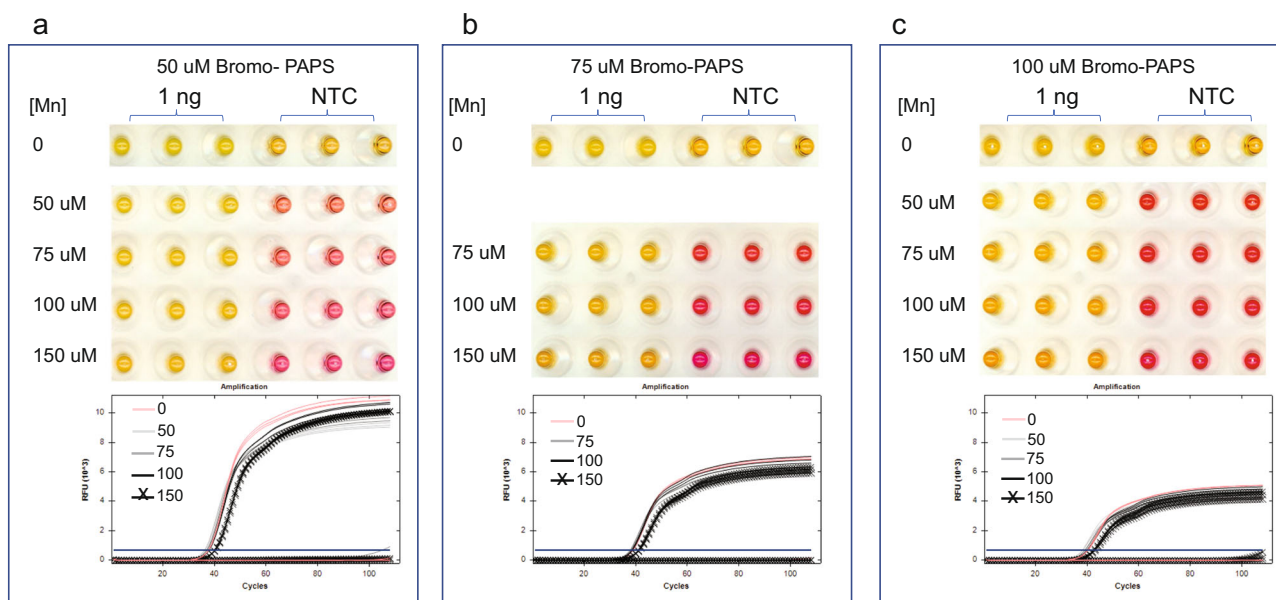 a
50 uM Bromo- PAPS
[Mn]
1 ng
NTC
0
50 uM
75 uM
100 uM
150 uM
Amplification
10
8
6
4
2
0
RFU (10^3)
0
50
75
100
150
20
40
60
80
100
Cycles
b
75 uM Bromo-PAPS
[Mn]
1 ng
NTC
0
75 uM
100 uM
150 uM
Amplification
10
8
6
4
2
0
RFU (10^3)
0
75
100
150
20
40
60
80
100
Cycles
c
100 uM Bromo-PAPS
[Mn]
1 ng
NTC
0
50 uM
75 uM
100 uM
150 uM
Amplification
10
8
6
4
2
0
RFU (10^3)
0
50
75
100
150
20
40
60
80
100
Cycles